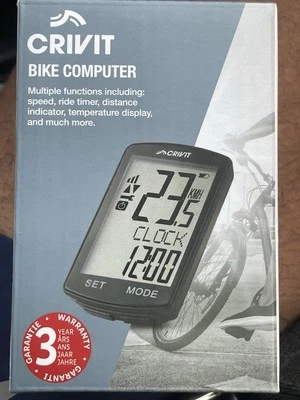 CRIVIT
BIKE COMPUTER
Multiple functions including:
speed, ride timer, distance
indicator, temperature display,
and much more.
CRIVIT
23.5
KMH
CLOCK
12:00
SET MODE
GARANTIE • WARRANTY
3
YEAR
ÅRS
ANS
JAAR
JAHRE
• GARANTI •